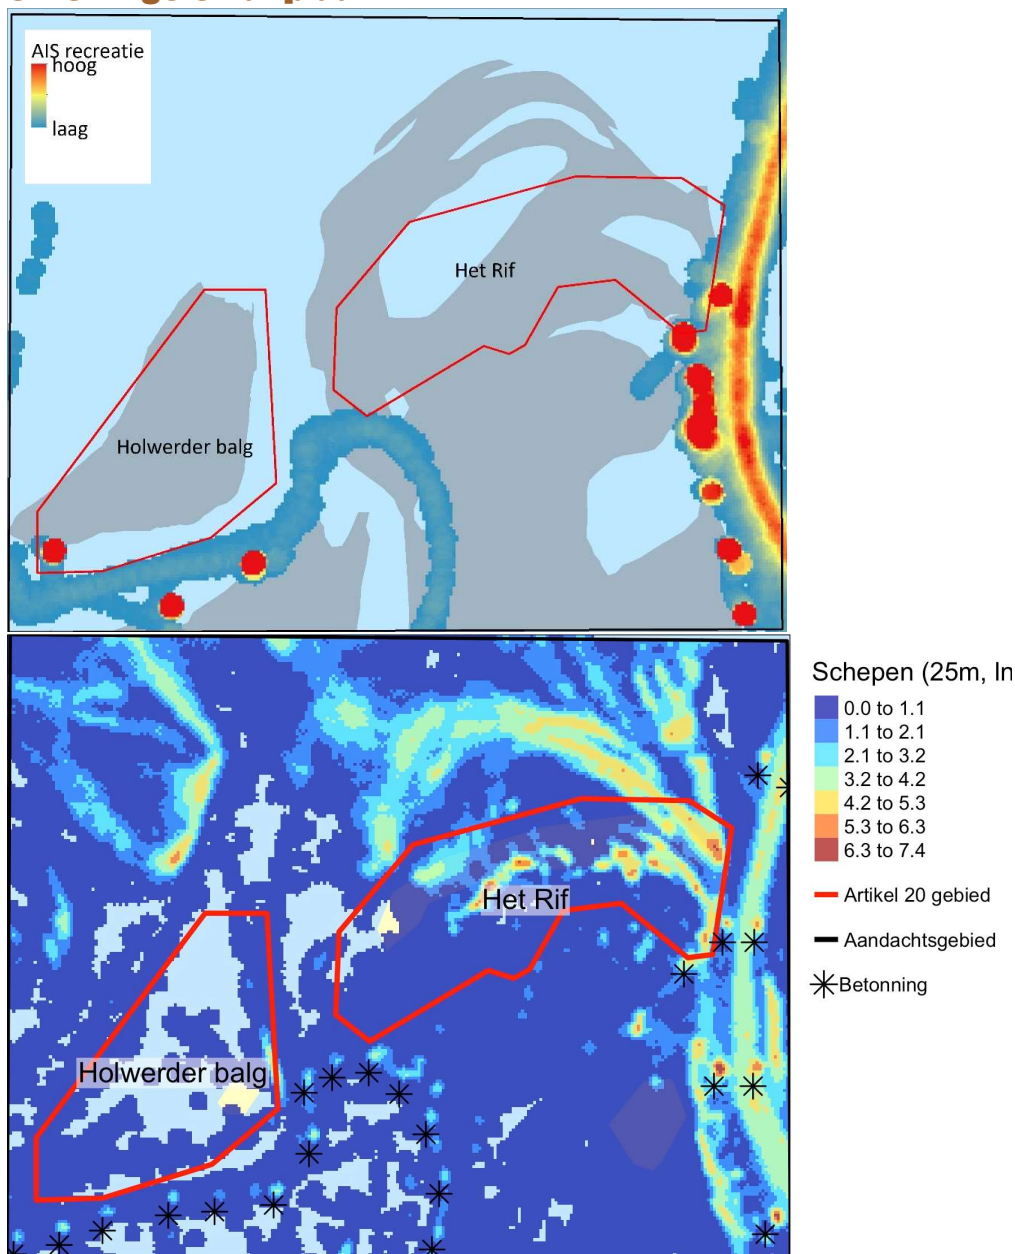 AIS recreatie
hoog
laag
Het Rif
Holwerder balg
Schepen (25m, ln
0.0 to 1.1
1.1 to 2.1
2.1 to 3.2
3.2 to 4.2
4.2 to 5.3
5.3 to 6.3
6.3 to 7.4
Artikel 20 gebied
Aandachtsgebied
Betonning
Het Rif
Holwerder balg